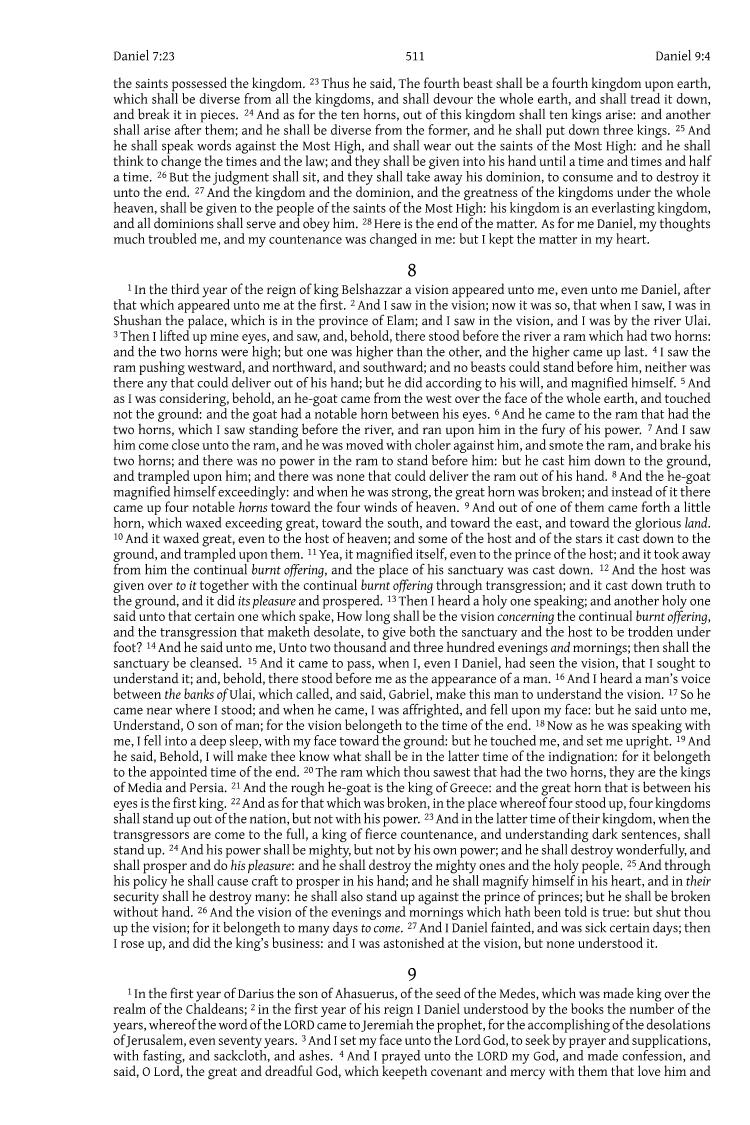 Daniel 7:23 511 Daniel 9:4
the saints possessed the kingdom. 23 Thus he said, The fourth beast shall be a fourth kingdom upon earth,
which shall be diverse from all the kingdoms, and shall devour the whole earth, and shall tread it down,
and break it in pieces. 24 And as for the ten horns, out of this kingdom shall ten kings arise: and another
shall arise after them; and he shall be diverse from the former, and he shall put down three kings. 25 And
he shall speak words against the Most High, and shall wear out the saints of the Most High: and he shall
think to change the times and the law; and they shall be given into his hand until a time and times and half
a time. 26 But the judgment shall sit, and they shall take away his dominion, to consume and to destroy it
unto the end. 27 And the kingdom and the dominion, and the greatness of the kingdoms under the whole
heaven, shall be given to the people of the saints of the Most High: his kingdom is an everlasting kingdom,
and all dominions shall serve and obey him. 28 Here is the end of the matter. As for me Daniel, my thoughts
much troubled me, and my countenance was changed in me: but I kept the matter in my heart.
8
1 In the third year of the reign of king Belshazzar a vision appeared unto me, even unto me Daniel, after
that which appeared unto me at the first. 2 And I saw in the vision; now it was so, that when I saw, I was in
Shushan the palace, which is in the province of Elam; and I saw in the vision, and I was by the river Ulai.
3 Then I lifted up mine eyes, and saw, and, behold, there stood before the river a ram which had two horns:
and the two horns were high; but one was higher than the other, and the higher came up last. 4 I saw the
ram pushing westward, and northward, and southward; and no beasts could stand before him, neither was
there any that could deliver out of his hand; but he did according to his will, and magnified himself. 5 And
as I was considering, behold, an he-goat came from the west over the face of the whole earth, and touched
not the ground: and the goat had a notable horn between his eyes. 6 And he came to the ram that had the
two horns, which I saw standing before the river, and ran upon him in the fury of his power. 7 And I saw
him come close unto the ram, and he was moved with choler against him, and smote the ram, and brake his
two horns; and there was no power in the ram to stand before him: but he cast him down to the ground,
and trampled upon him; and there was none that could deliver the ram out of his hand. 8 And the he-goat
magnified himself exceedingly: and when he was strong, the great horn was broken; and instead of it there
came up four notable horns toward the four winds of heaven. 9 And out of one of them came forth a little
horn, which waxed exceeding great, toward the south, and toward the east, and toward the glorious land.
10 And it waxed great, even to the host of heaven; and some of the host and of the stars it cast down to the
ground, and trampled upon them. 11 Yea, it magnified itself, even to the prince of the host; and it took away
from him the continual burnt offering, and the place of his sanctuary was cast down. 12 And the host was
given over to it together with the continual burnt offering through transgression; and it cast down truth to
the ground, and it did its pleasure and prospered. 13 Then I heard a holy one speaking; and another holy one
said unto that certain one which spake, How long shall be the vision concerning the continual burnt offering,
and the transgression that maketh desolate, to give both the sanctuary and the host to be trodden under
foot? 14 And he said unto me, Unto two thousand and three hundred evenings and mornings; then shall the
sanctuary be cleansed. 15 And it came to pass, when I, even I Daniel, had seen the vision, that I sought to
understand it; and, behold, there stood before me as the appearance of a man. 16 And I heard a man's voice
between the banks of Ulai, which called, and said, Gabriel, make this man to understand the vision. 17 So he
came near where I stood; and when he came, I was affrighted, and fell upon my face: but he said unto me,
Understand, O son of man; for the vision belongeth to the time of the end. 18 Now as he was speaking with
me, I fell into a deep sleep, with my face toward the ground: but he touched me, and set me upright. 19 And
he said, Behold, I will make thee know what shall be in the latter time of the indignation: for it belongeth
to the appointed time of the end. 20 The ram which thou sawest that had the two horns, they are the kings
of Media and Persia. 21 And the rough he-goat is the king of Greece: and the great horn that is between his
eyes is the first king. 22 And as for that which was broken, in the place whereof four stood up, four kingdoms
shall stand up out of the nation, but not with his power. 23 And in the latter time of their kingdom, when the
transgressors are come to the full, a king of fierce countenance, and understanding dark sentences, shall
stand up. 24 And his power shall be mighty, but not by his own power; and he shall destroy wonderfully, and
shall prosper and do his pleasure: and he shall destroy the mighty ones and the holy people. 25 And through
his policy he shall cause craft to prosper in his hand; and he shall magnify himself in his heart, and in their
security shall he destroy many: he shall also stand up against the prince of princes; but he shall be broken
without hand. 26 And the vision of the evenings and mornings which hath been told is true: but shut thou
up the vision; for it belongeth to many days to come. 27 And I Daniel fainted, and was sick certain days; then
I rose up, and did the king's business: and I was astonished at the vision, but none understood it.
9
1 In the first year of Darius the son of Ahasuerus, of the seed of the Medes, which was made king over the
realm of the Chaldeans; 2 in the first year of his reign I Daniel understood by the books the number of the
years, whereof the word of the LORD came to Jeremiah the prophet, for the accomplishing of the desolations
of Jerusalem, even seventy years. 3 And I set my face unto the Lord God, to seek by prayer and supplications,
with fasting, and sackcloth, and ashes. 4 And I prayed unto the LORD my God, and made confession, and
said, O Lord, the great and dreadful God, which keepeth covenant and mercy with them that love him and